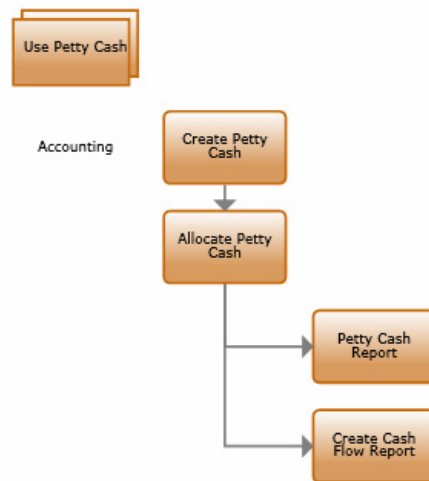 Use Petty Cash
Accounting
Create Petty
Cash
Allocate Petty
Cash
Petty Cash
Report
Create Cash
Flow Report